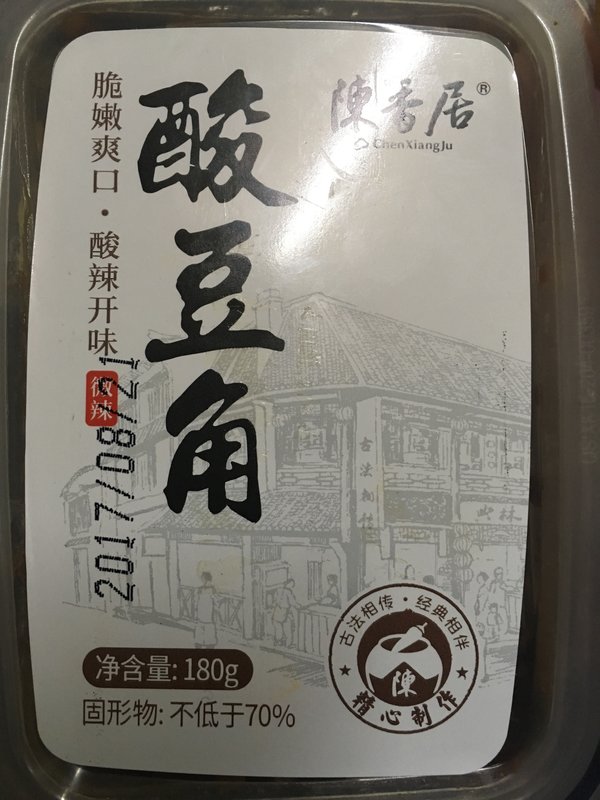 陳香居®
ChenXiangJu
酸豆角
脆嫩爽口·酸辣开味
微辣
2017/08/21
古法相传·经典相伴
陳
精心制作
净含量: 180g
固形物: 不低于70%